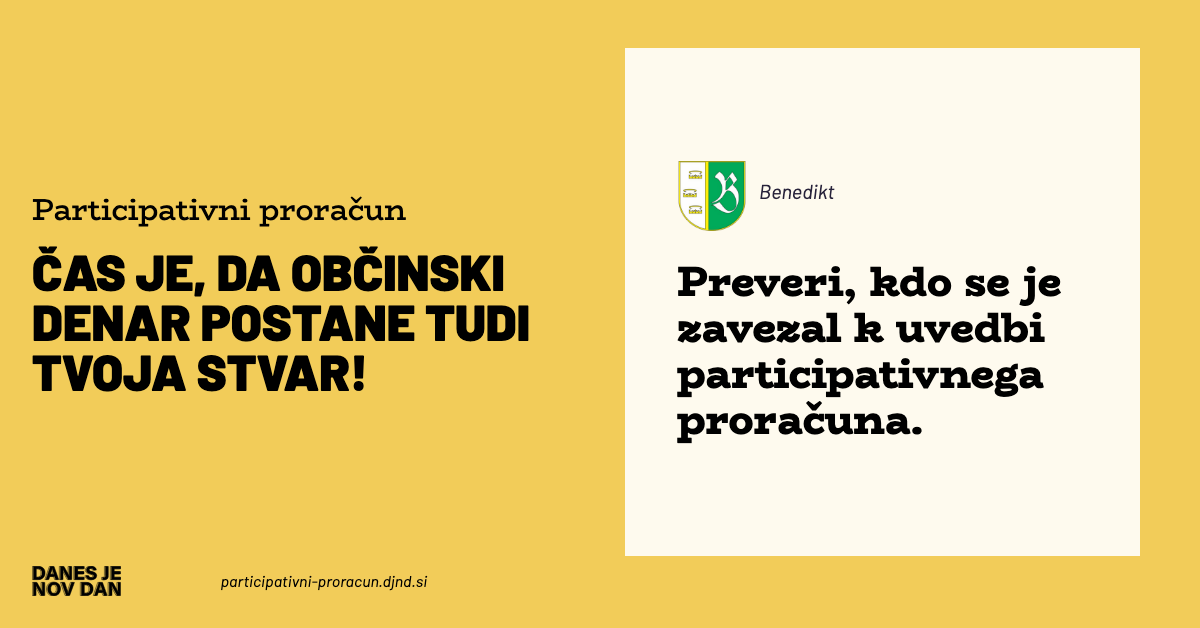 Participativni proračun
ČAS JE, DA OBČINSKI
DENAR POSTANE TUDI
TVOJA STVAR!
DANES JE
NOV DAN
participativni-proracun.djnd.si
B
Benedikt
Preveri, kdo se je
zavezal k uvedbi
participativnega
proračuna.